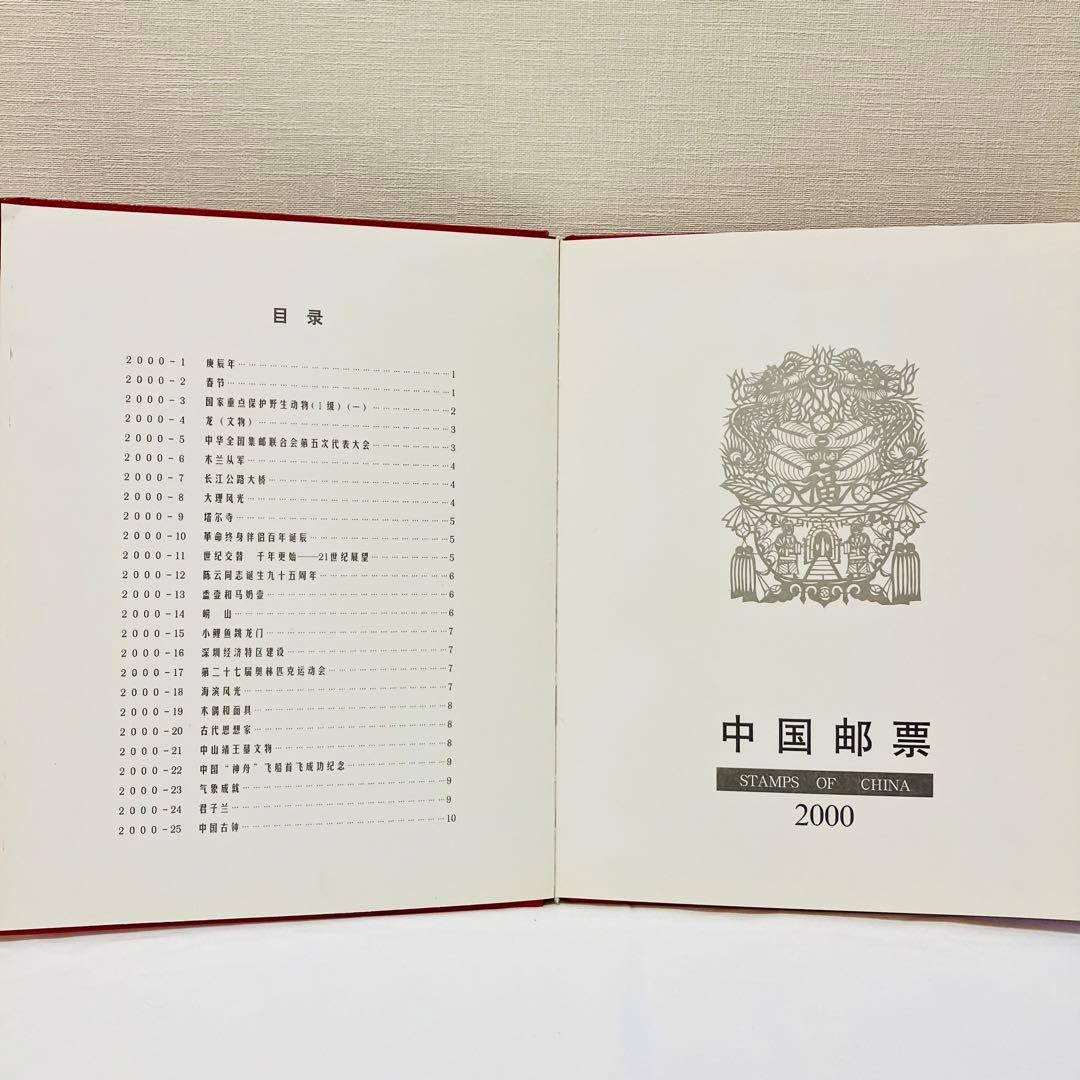 目 录
2000-1 庚辰年 1
2000-2 春节 1
2000-3 国家重点保护野生动物(1级)(一) 2
2000-4 龙(文物) 3
2000-5 中华全国集邮联合会第五次代表大会 3
2000-6 木兰从军 4
2000-7 长江公路大桥 4
2000-8 大理风光 4
2000-9 塔尔寺 5
2000-10 革命终身伴侣百年诞辰 5
2000-11 世纪交替 千年更始——21世纪展望 5
2000-12 陈云同志诞生九十五周年 6
2000-13 盉壶和马奶壶 6
2000-14 崂 山 6
2000-15 小鲤鱼跳龙门 7
2000-16 深圳经济特区建设 7
2000-17 第二十七届奥林匹克运动会 7
2000-18 海滨风光 7
2000-19 木偶和面具 8
2000-20 古代思想家 8
2000-21 中山靖王墓文物 8
2000-22 中国“神舟”飞船首飞成功纪念 9
2000-23 气象成就 9
2000-24 君子兰 9
2000-25 中国古钟 10
福
中国邮票
STAMPS OF CHINA
2000